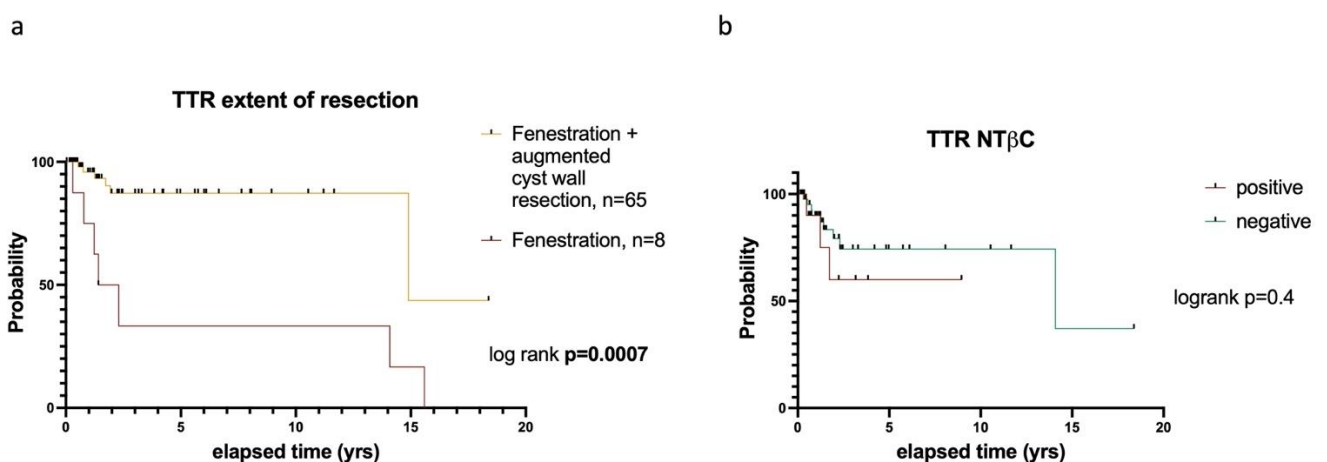 a
TTR extent of resection
Fenestration +
augmented
cyst wall
resection, n=65
Fenestration, n=8
log rank p=0.0007
Probability
100
50
0
0
5
10
15
20
elapsed time (yrs)
b
TTR NTβC
positive
negative
logrank p=0.4
Probability
100
50
0
0
5
10
15
20
elapsed time (yrs)